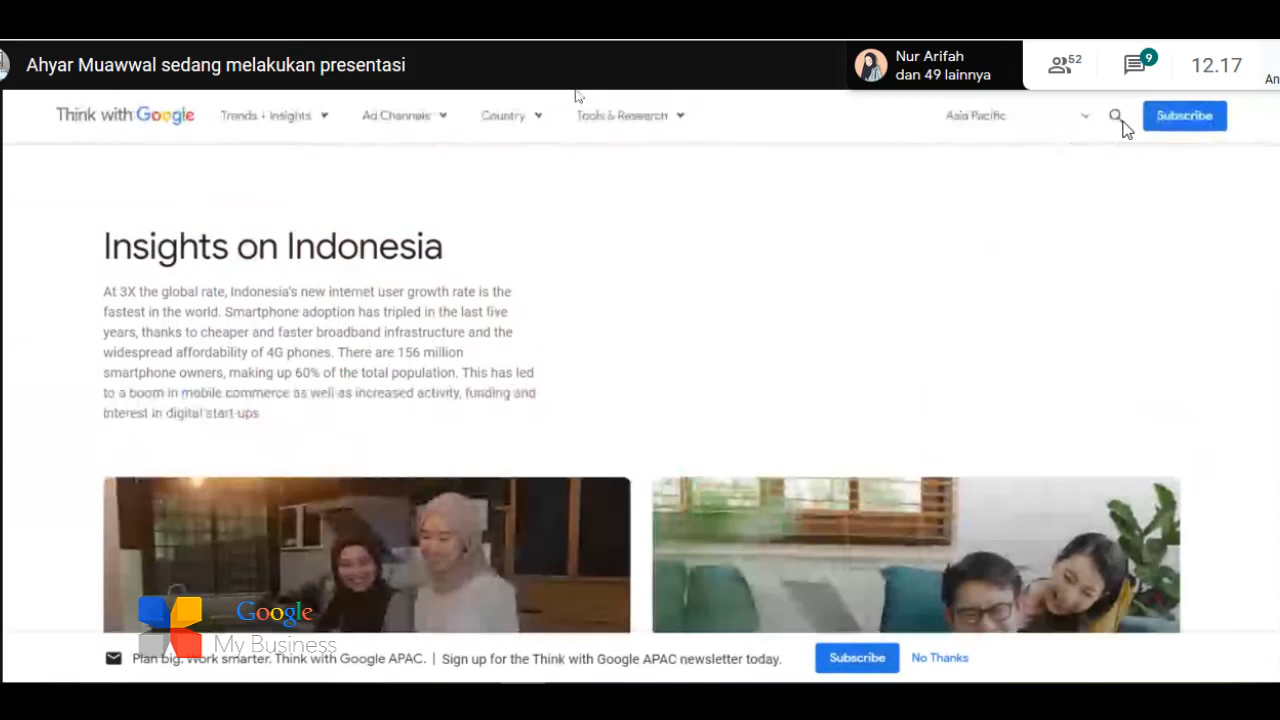 Ahyar Muawwal sedang melakukan presentasi
Nur Arifah
dan 49 lainnya
52
9
12.17
An
Think with Google
Trends + Insights
Ad Channels
Country
Tools & Research
Asia Pacific
Subscribe
Insights on Indonesia
At 3X the global rate, Indonesia's new internet user growth rate is the
fastest in the world. Smartphone adoption has tripled in the last five
years, thanks to cheaper and faster broadband infrastructure and the
widespread affordability of 4G phones. There are 156 million
smartphone owners, making up 60% of the total population. This has led
to a boom in mobile commerce as well as increased activity, funding and
interest in digital start-ups.
Google
My Business
Plan big. Work smarter. Think with Google APAC. | Sign up for the Think with Google APAC newsletter today.
Subscribe
No Thanks